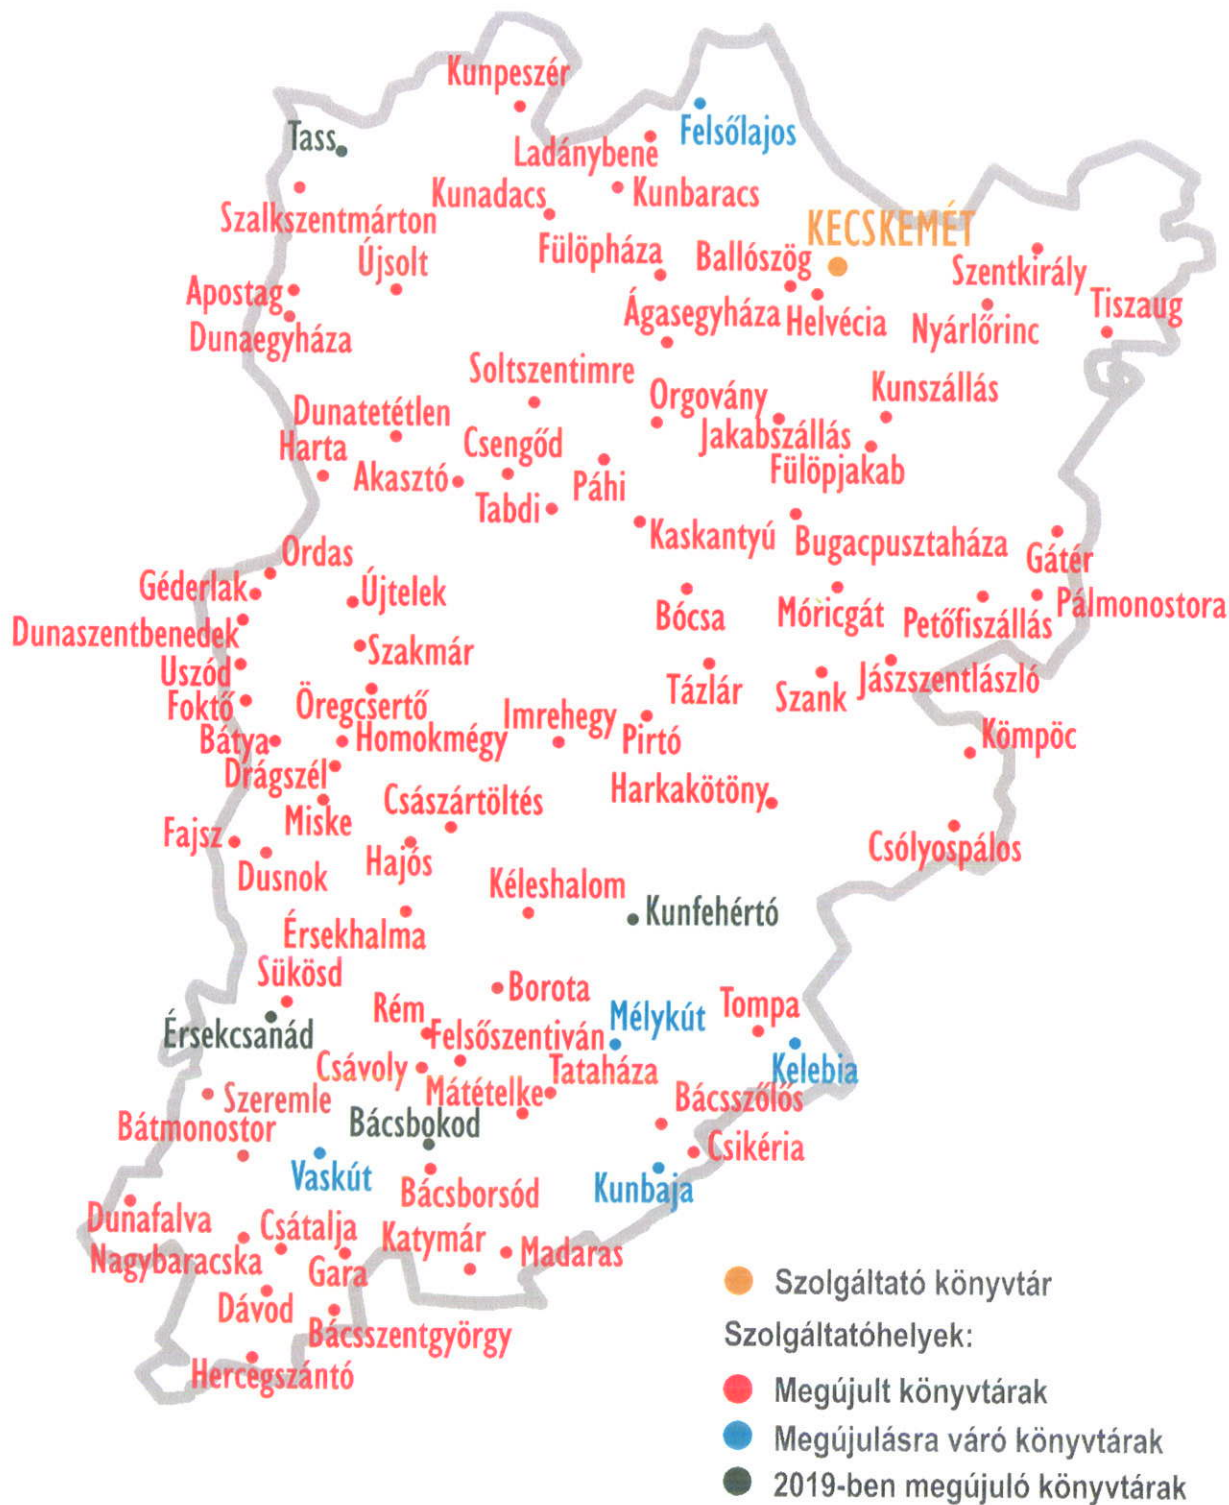 Kunpeszér
Felsőlajos
Tass
Ladánybene
Kunadacs
Kunbaracs
Szalkszentmárton
KECSKEMÉT
Fülöpháza
Ballószög
Újsolt
Szentkirály
Apostag
Ágasegyháza
Helvécia
Nyárlőrinc
Tiszaug
Dunaegyháza
Soltszentimre
Orgovány
Kunszállás
Dunatetétlen
Jakabszállás
Harta
Csengőd
Akasztó
Páhi
Fülöpjakab
Tabdi
Kaskantyú
Bugacpusztaháza
Gátér
Ordas
Géderlak
Újtelek
Bócsa
Móricgát
Petőfiszállás
Pálmonostora
Dunaszentbenedek
Szakmár
Uszód
Tázlár
Szank
Jászszentlászló
Foktő
Öregcsertő
Imrehegy
Pirtó
Kömpöc
Bátya
Homokmégy
Drágszél
Harkakötöny
Császártöltés
Miske
Fajsz
Csólyospálos
Hajós
Dusnok
Kéleshalom
Kunfehértó
Érsekhalma
Sükösd
Borota
Tompa
Rém
Mélykút
Érsekcsanád
Felsőszentiván
Csávoly
Tataháza
Kelebia
Mátételke
Szeremle
Bácsszőlős
Bátmonostor
Bácsbokod
Csikéria
Vaskút
Bácsborsód
Kunbaja
Dunafalva
Csátalja
Katymár
Madaras
Nagybaracska
Gara
Dávod
Bácsszentgyörgy
Hercegszántó
Szolgáltató könyvtár
Szolgáltatóhelyek:
Megújult könyvtárak
Megújulásra váró könyvtárak
2019-ben megújuló könyvtárak